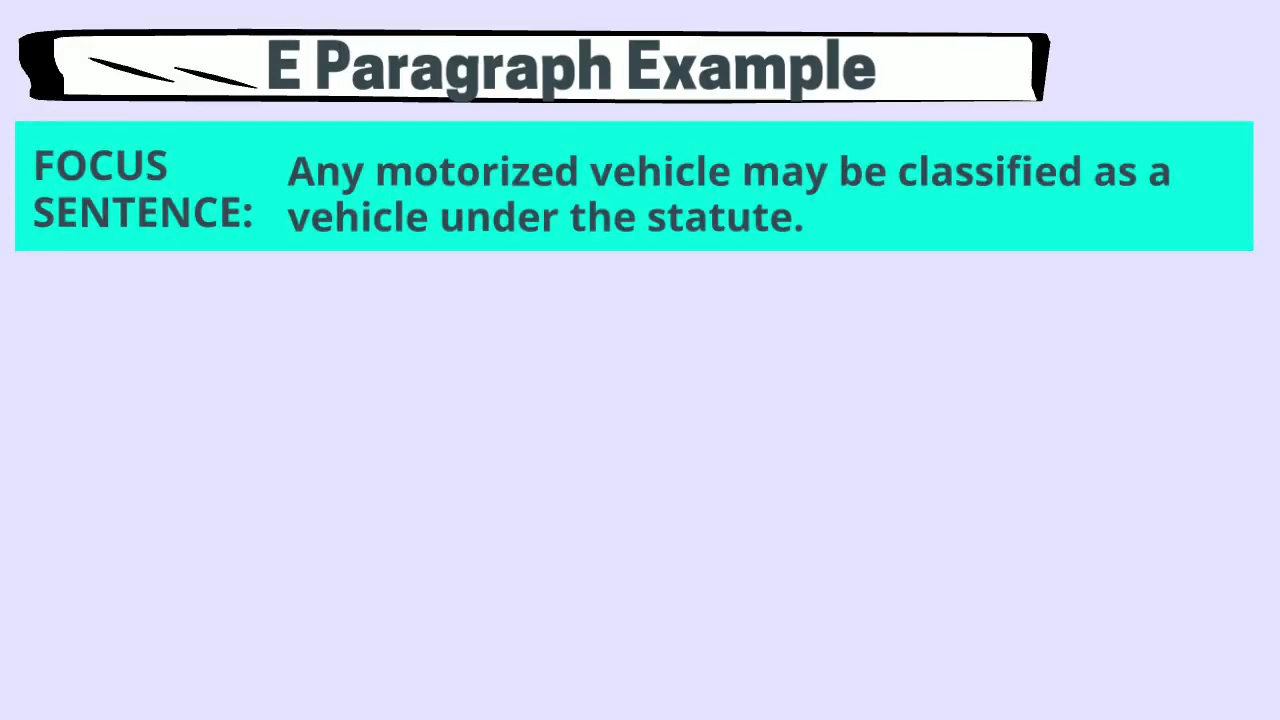 E Paragraph Example
FOCUS
SENTENCE:
Any motorized vehicle may be classified as a
vehicle under the statute.